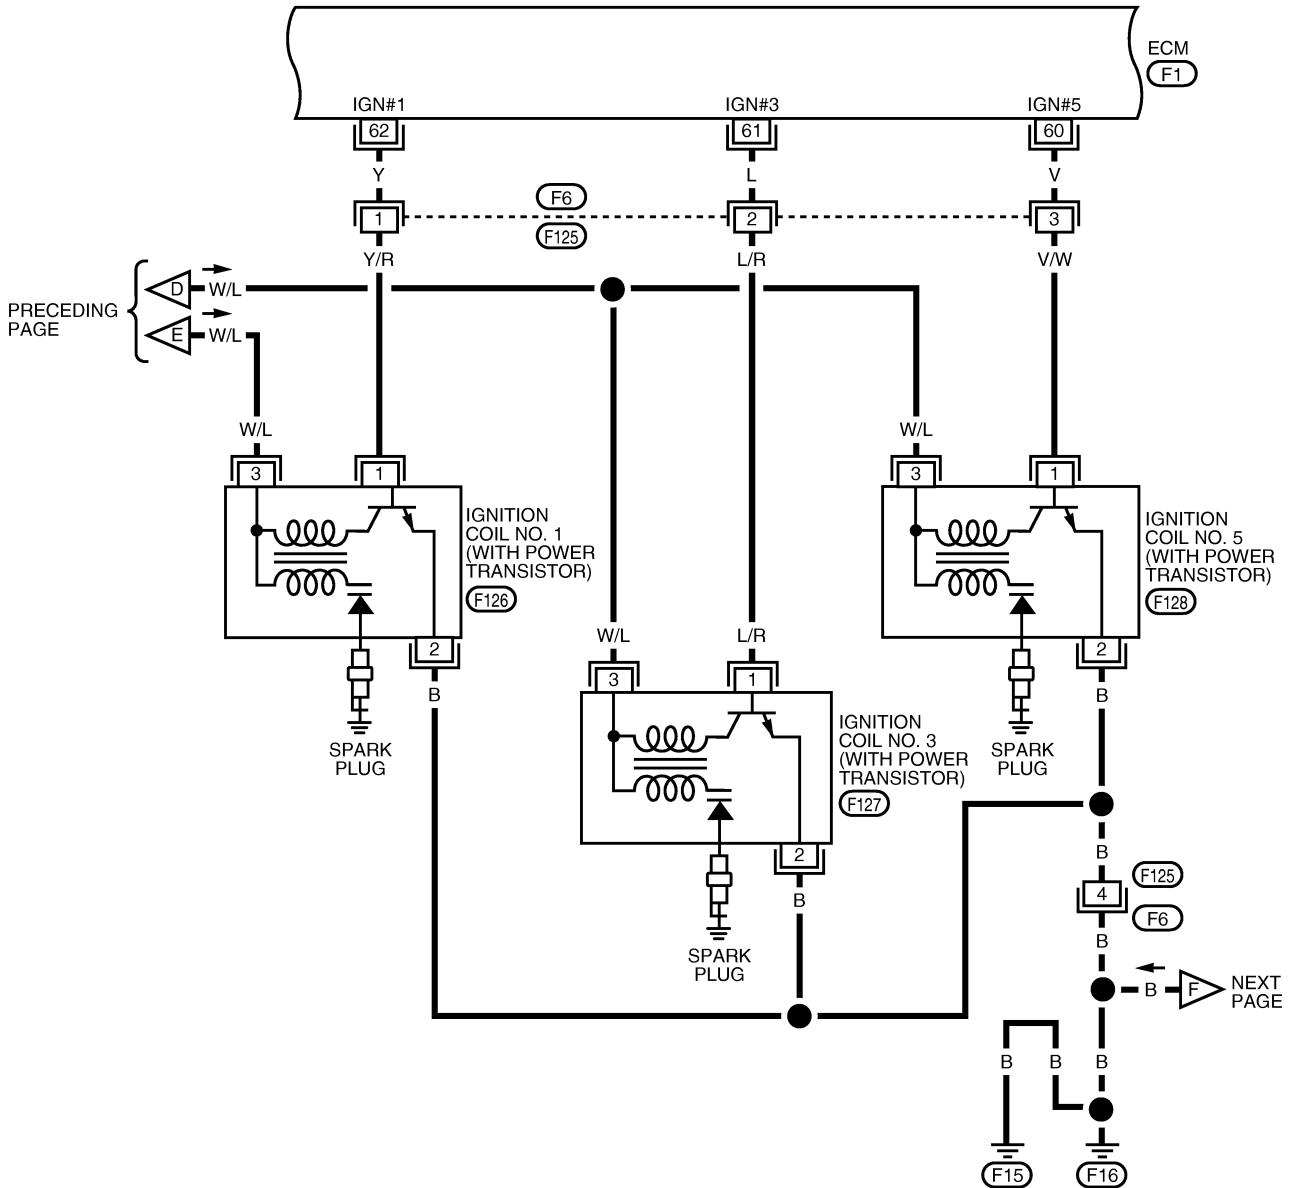 ECM
F1
IGN#1
IGN#3
IGN#5
62
61
60
Y
L
V
F6
1
2
3
F125
Y/R
L/R
V/W
PRECEDING
PAGE
D
W/L
E
W/L
W/L
W/L
3
1
3
1
IGNITION
COIL NO. 1
(WITH POWER
TRANSISTOR)
F126
IGNITION
COIL NO. 5
(WITH POWER
TRANSISTOR)
F128
W/L
L/R
2
2
3
1
B
B
SPARK
PLUG
SPARK
PLUG
IGNITION
COIL NO. 3
(WITH POWER
TRANSISTOR)
F127
2
B
B
F125
4
F6
B
SPARK
PLUG
B
F
NEXT
PAGE
B
B
B
F15
F16